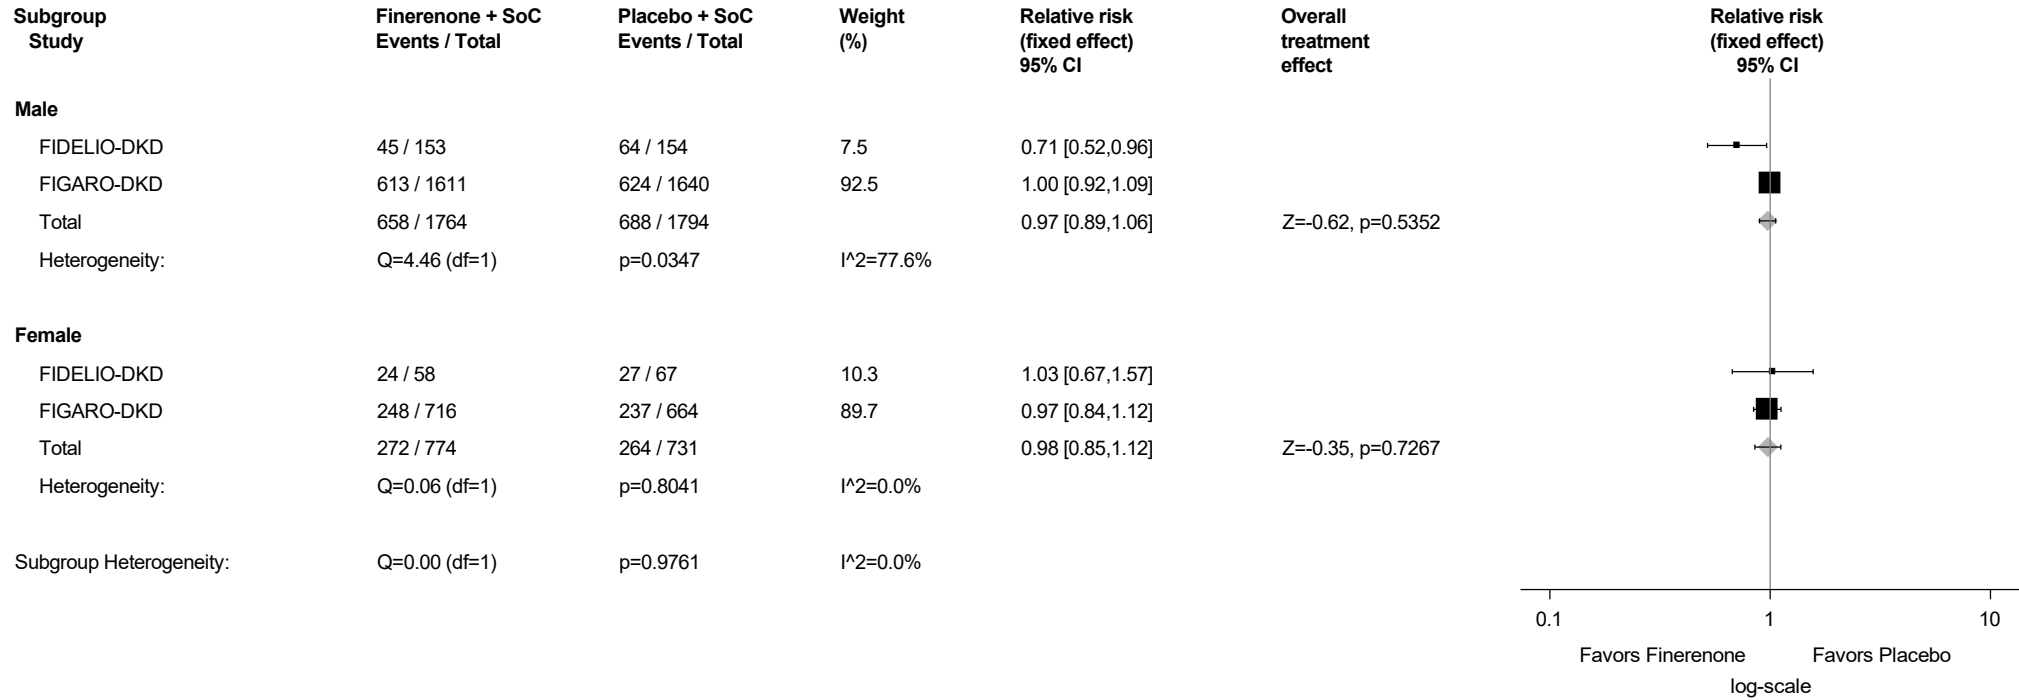 Subgroup Finerenone + SoC Placebo + SoC Weight Relative risk Overall Relative risk
Study Events / Total Events / Total (%) (fixed effect) treatment (fixed effect)
95% CI effect 95% CI
Male
FIDELIO-DKD 45 / 153 64 / 154 7.5 0.71 [0.52,0.96]
FIGARO-DKD 613 / 1611 624 / 1640 92.5 1.00 [0.92,1.09]
Total 658 / 1764 688 / 1794 0.97 [0.89,1.06] Z=-0.62, p=0.5352
Heterogeneity: Q=4.46 (df=1) p=0.0347 I^2=77.6%
Female
FIDELIO-DKD 24 / 58 27 / 67 10.3 1.03 [0.67,1.57]
FIGARO-DKD 248 / 716 237 / 664 89.7 0.97 [0.84,1.12]
Total 272 / 774 264 / 731 0.98 [0.85,1.12] Z=-0.35, p=0.7267
Heterogeneity: Q=0.06 (df=1) p=0.8041 I^2=0.0%
Subgroup Heterogeneity: Q=0.00 (df=1) p=0.9761 I^2=0.0%
0.1 1 10
Favors Finerenone Favors Placebo
log-scale